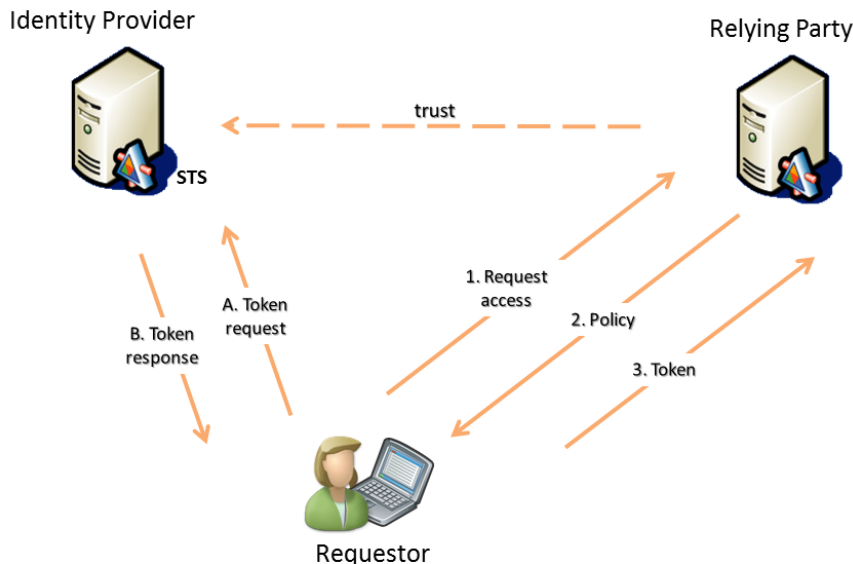 Identity Provider
Relying Party
trust
STS
1. Request
access
A. Token
request
2. Policy
B. Token
response
3. Token
Requestor